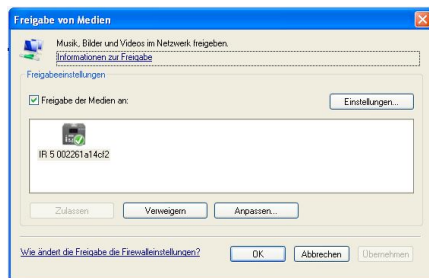 Freigabe von Medien
Musik, Bilder und Videos im Netzwerk freigeben.
Informationen zur Freigabe
Freigabeeinstellungen
Freigabe der Medien an:
Einstellungen...
IR 5 002261a14cf2
Zulassen
Verweigern
Anpassen...
Wie ändert die Freigabe die Firewalleinstellungen?
OK
Abbrechen
Übernehmen